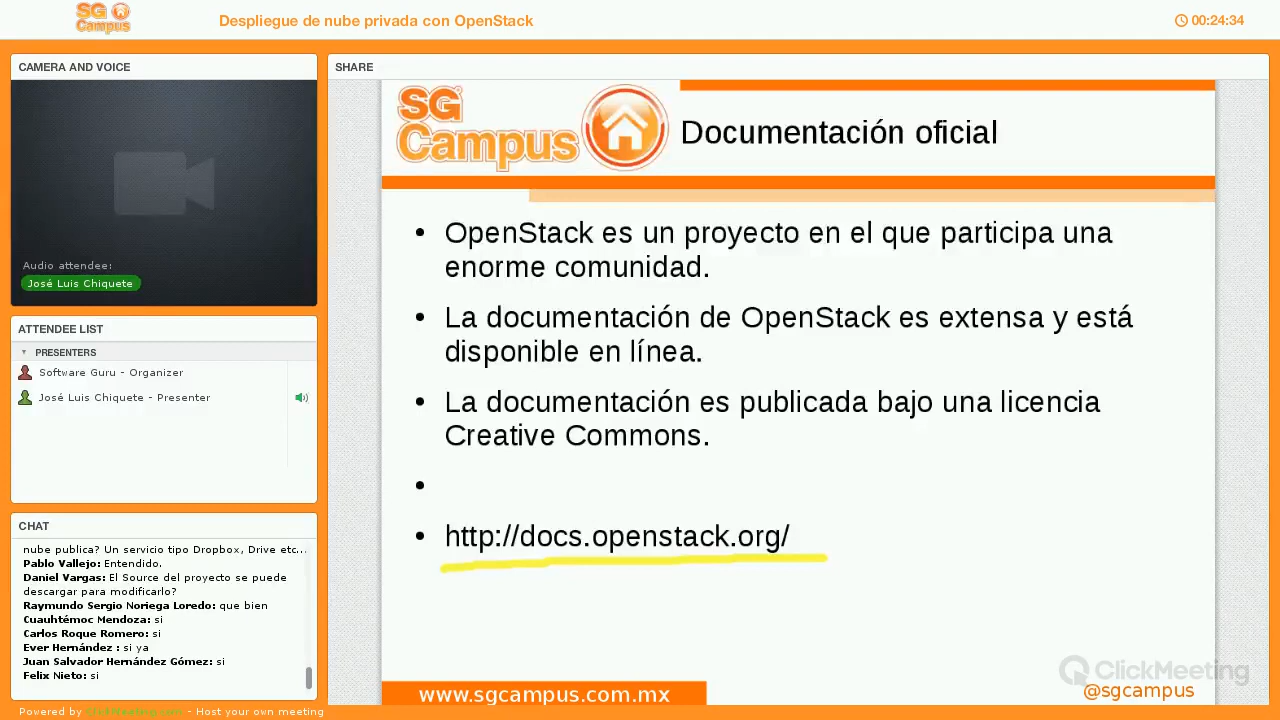 SG Campus
Despliegue de nube privada con OpenStack
00:24:34
CAMERA AND VOICE
Audio attendee:
José Luis Chiquete
ATTENDEE LIST
PRESENTERS
Software Guru - Organizer
José Luis Chiquete - Presenter
CHAT
nube publica? Un servicio tipo Dropbox, Drive etc...
Pablo Vallejo: Entendido.
Daniel Vargas: El Source del proyecto se puede
descargar para modificarlo?
Raymundo Sergio Noriega Loredo: que bien
Cuauhtémoc Mendoza: si
Carlos Roque Romero: si
Ever Hernández : si ya
Juan Salvador Hernández Gómez: si
Felix Nieto: si
Powered by ClickMeeting.com - Host your own meeting
SHARE
SG
Campus
Documentación oficial
• OpenStack es un proyecto en el que participa una
enorme comunidad.
• La documentación de OpenStack es extensa y está
disponible en línea.
• La documentación es publicada bajo una licencia
Creative Commons.
•
• http://docs.openstack.org/
www.sgcampus.com.mx
ClickMeeting
@sgcampus